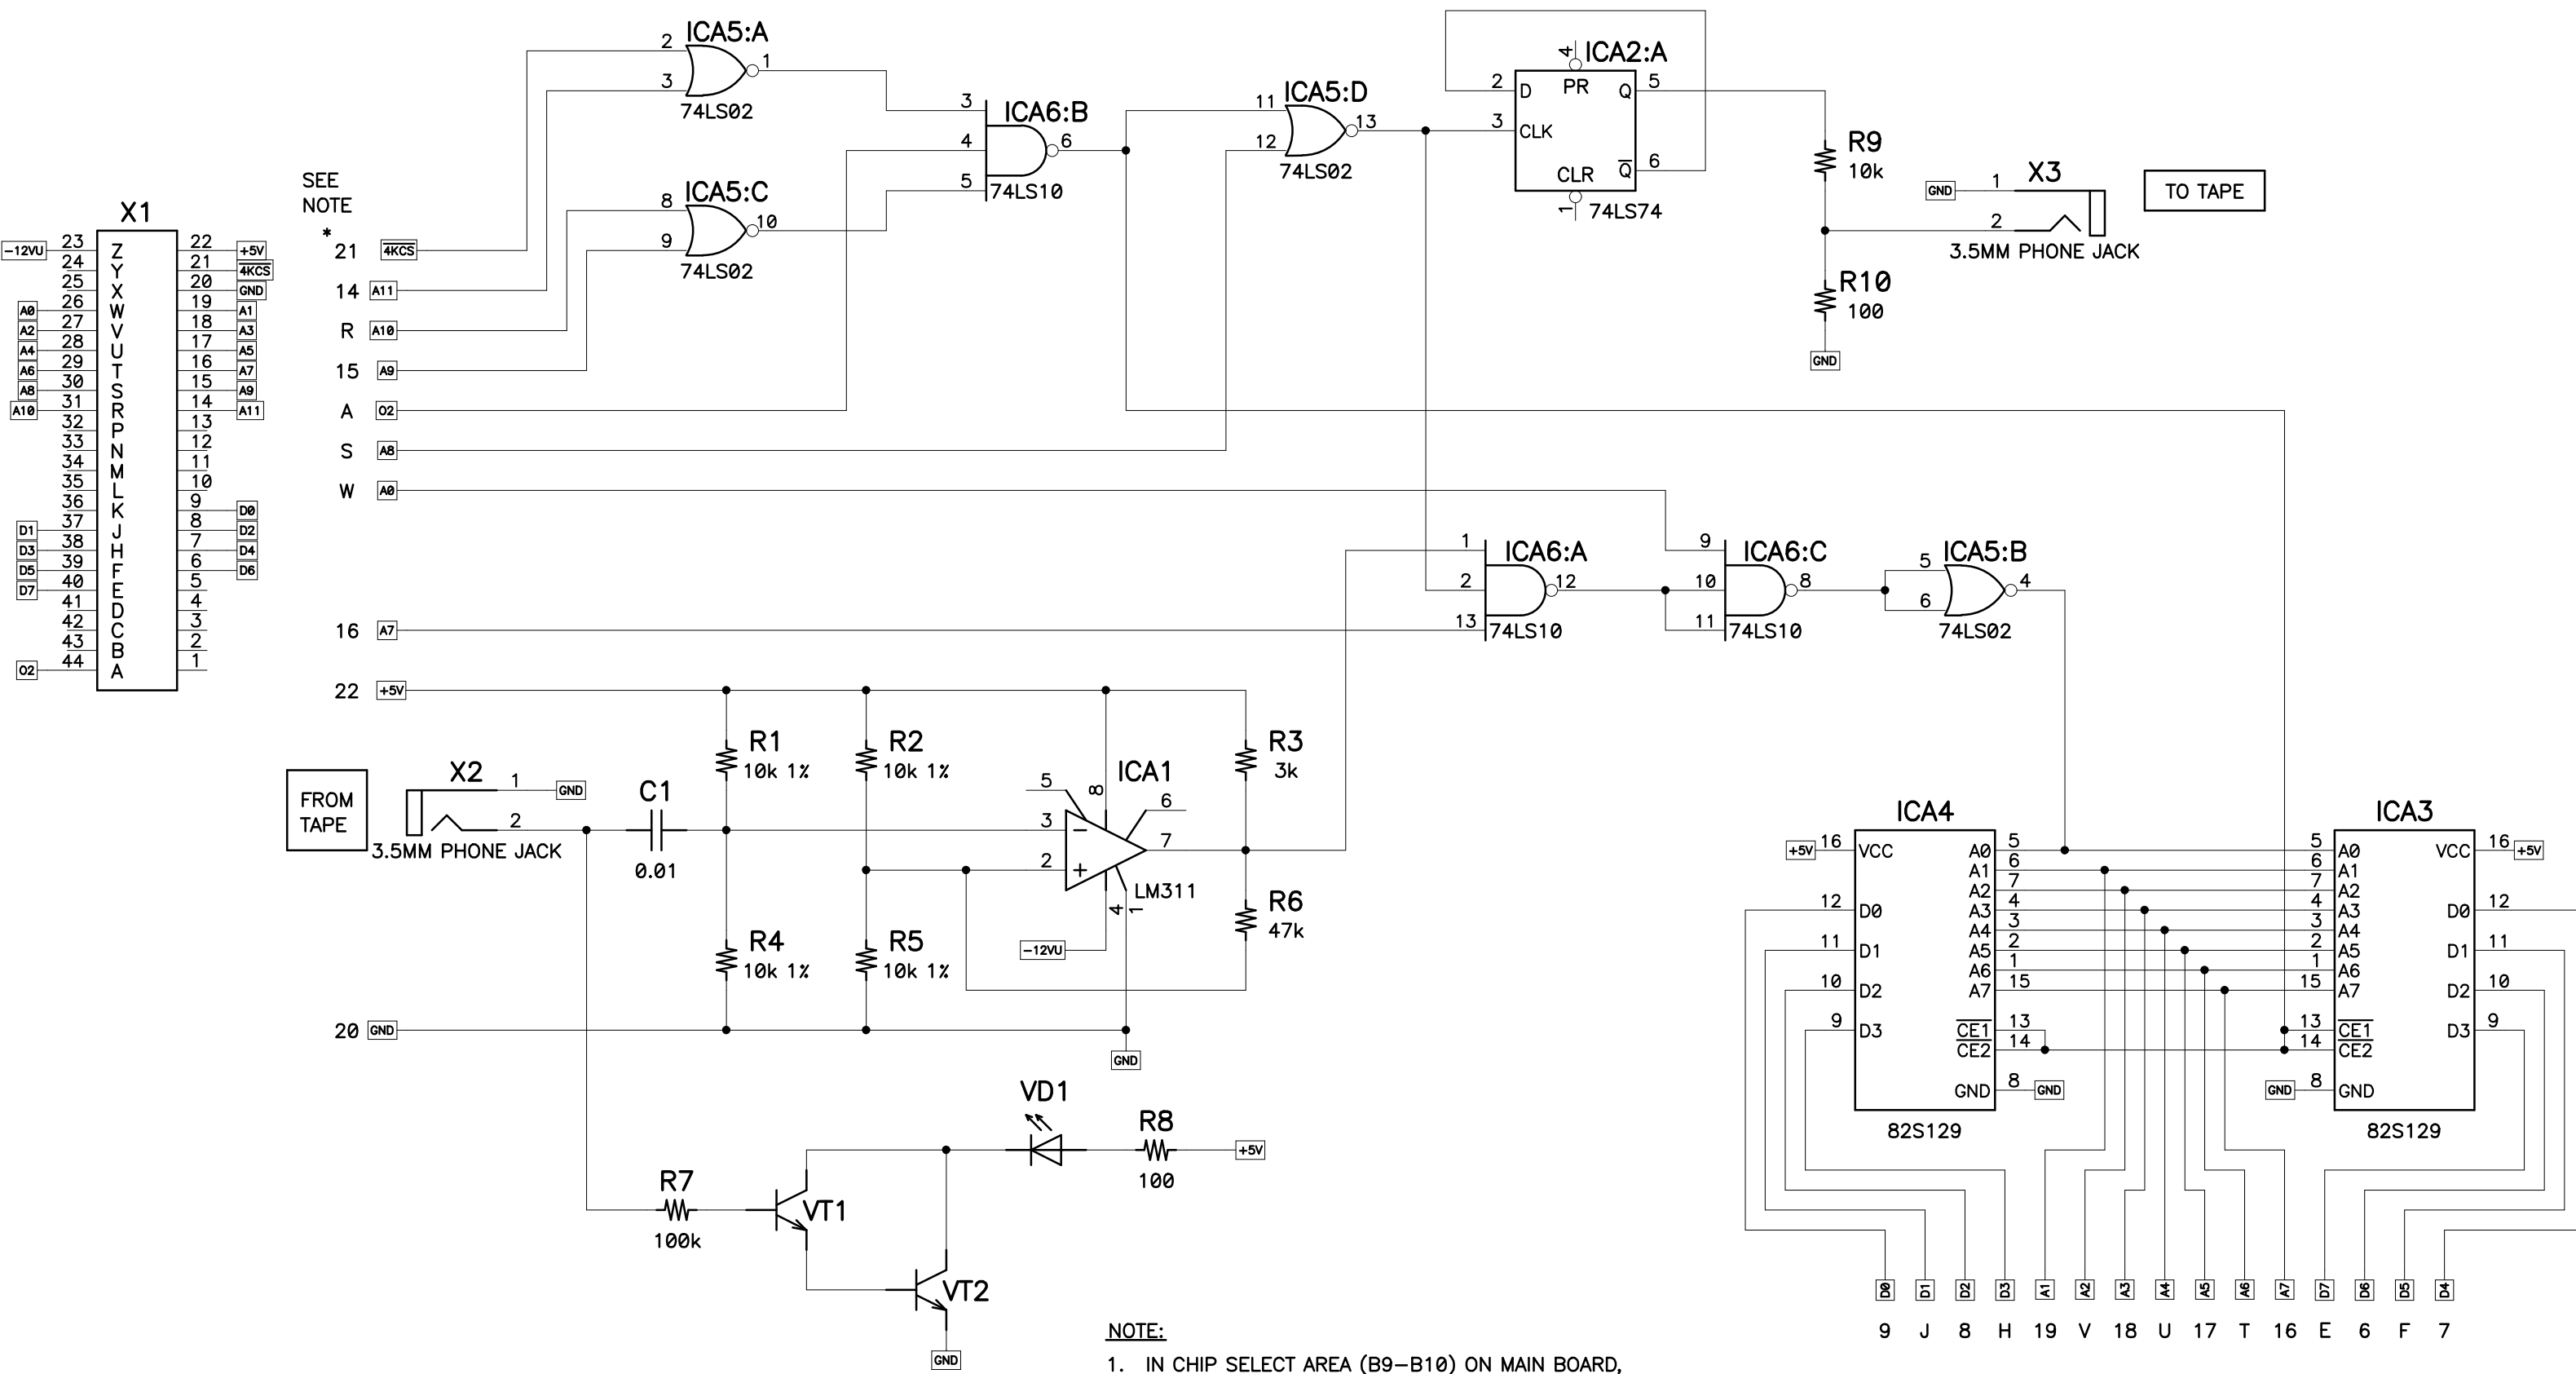 X1
-12VU 23 Z 22 +5V
24 Y 21 4KCS
25 X 20 GND
A0 26 W 19 A1
A2 27 V 18 A3
A4 28 U 17 A5
A6 29 T 16 A7
A8 30 S 15 A9
A10 31 R 14 A11
32 P 13
33 N 12
34 M 11
35 L 10
36 K 9 D0
D1 37 J 8 D2
D3 38 H 7 D4
D5 39 F 6 D6
D7 40 E 5
41 D 4
42 C 3
43 B 2
O2 44 A 1
SEE
NOTE
*
21 4KCS
14 A11
R A10
15 A9
A O2
S A8
W A0
16 A7
22 +5V
20 GND
ICA5:A
2 1
3
74LS02
ICA5:C
8 10
9
74LS02
ICA6:B
3
4 6
5
74LS10
ICA5:D
11 13
12
74LS02
ICA2:A
4
2 D PR Q 5
3 CLK
CLR Q 6
1 74LS74
R9
10k
R10
100
GND
X3
GND 1
2
3.5MM PHONE JACK
TO TAPE
ICA6:A
1
2 12
13
74LS10
ICA6:C
9
10 8
11
74LS10
ICA5:B
5 4
6
74LS02
FROM
TAPE
X2
1 GND
2
3.5MM PHONE JACK
C1
0.01
R1
10k 1%
R2
10k 1%
R3
3k
R4
10k 1%
R5
10k 1%
R6
47k
ICA1
5 8 6
3 − 7
2 +
4 1
LM311
-12VU
GND
VD1
R8
100
+5V
R7
100k
VT1
VT2
GND
ICA4
+5V 16 VCC A0 5
A1 6
A2 7
12 D0 A3 4
A4 3
11 D1 A5 2
A6 1
10 D2 A7 15
9 D3 CE1 13
CE2 14
GND 8 GND
82S129
ICA3
5 A0 VCC 16 +5V
6 A1
7 A2
4 A3 D0 12
3 A4
2 A5 D1 11
1 A6
15 A7 D2 10
13 CE1 D3 9
14 CE2
GND 8 GND
82S129
D0 D1 D2 D3 A1 A2 A3 A4 A5 A6 A7 D7 D6 D5 D4
9 J 8 H 19 V 18 U 17 T 16 E 6 F 7
NOTE:
1. IN CHIP SELECT AREA (B9-B10) ON MAIN BOARD,